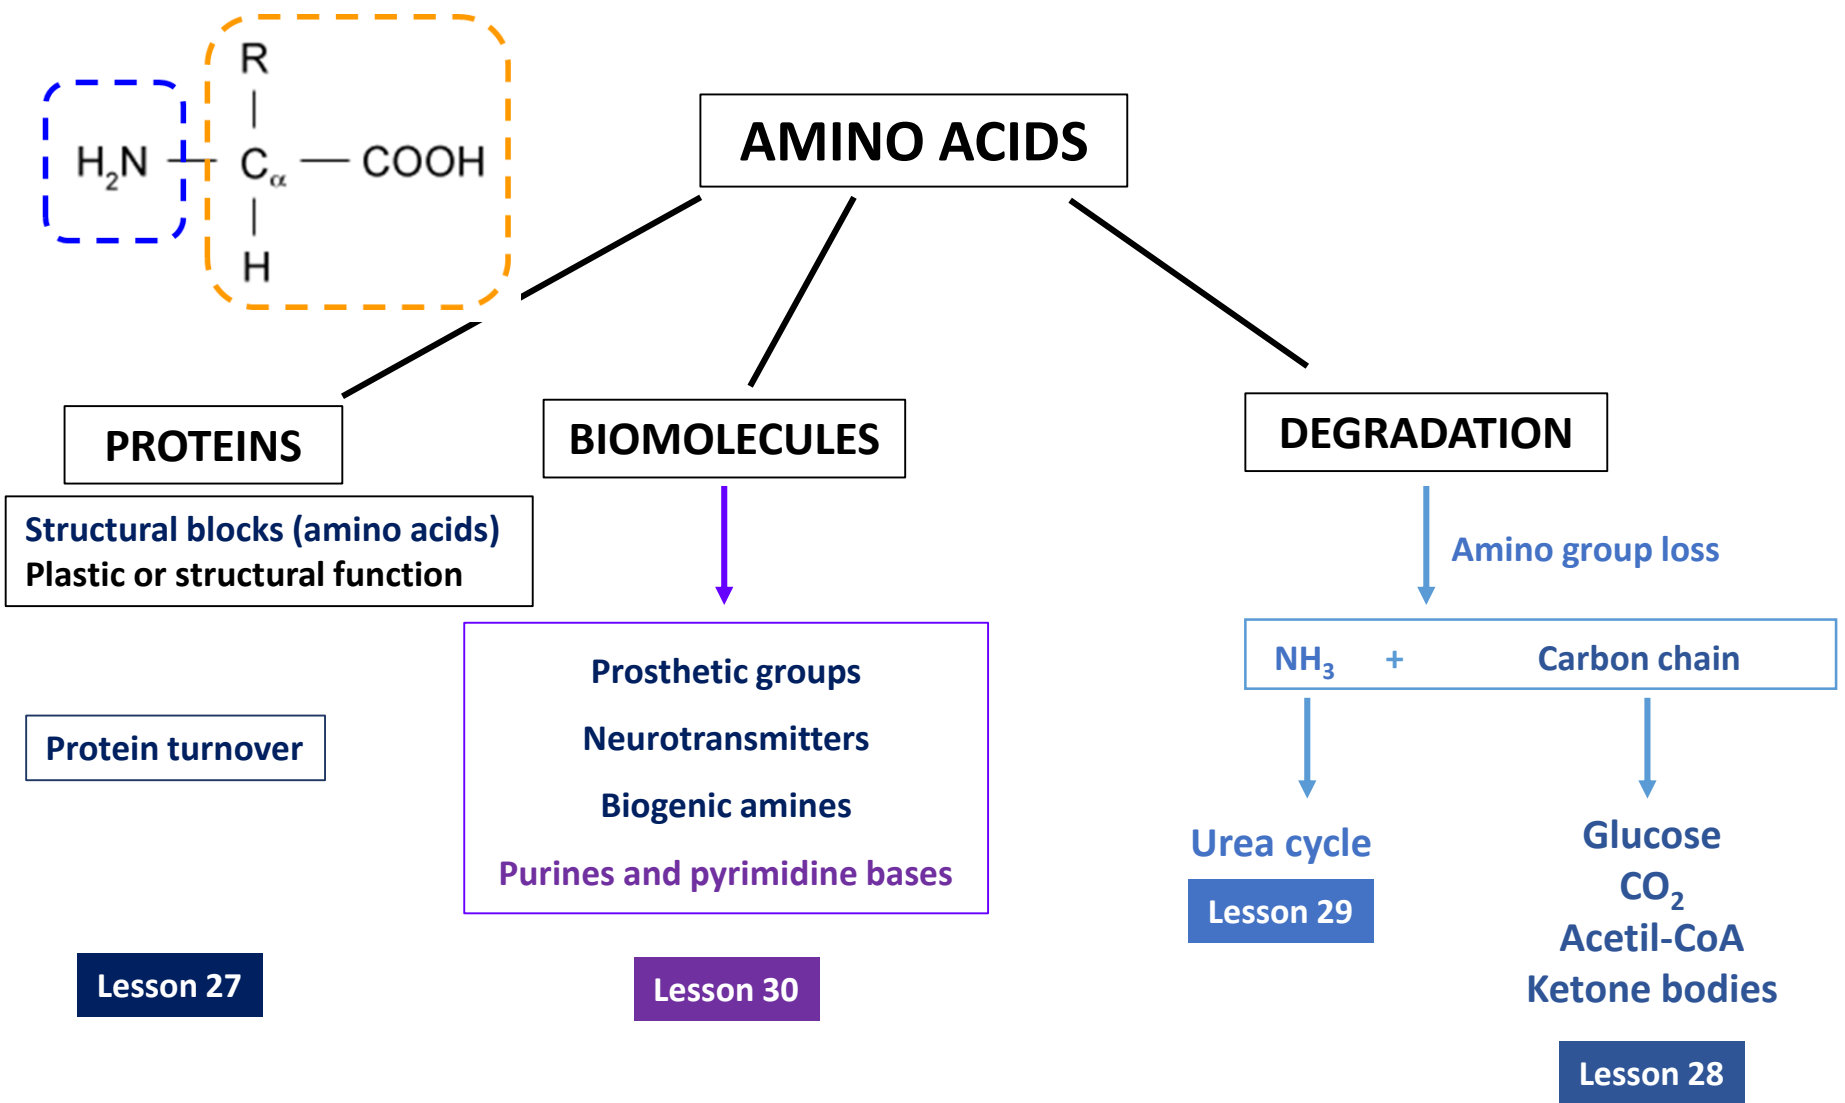 R
H₂N — Cα — COOH
H
AMINO ACIDS
PROTEINS
Structural blocks (amino acids)
Plastic or structural function
Protein turnover
Lesson 27
BIOMOLECULES
Prosthetic groups
Neurotransmitters
Biogenic amines
Purines and pyrimidine bases
Lesson 30
DEGRADATION
Amino group loss
NH₃ + Carbon chain
Urea cycle
Lesson 29
Glucose
CO₂
Acetil-CoA
Ketone bodies
Lesson 28